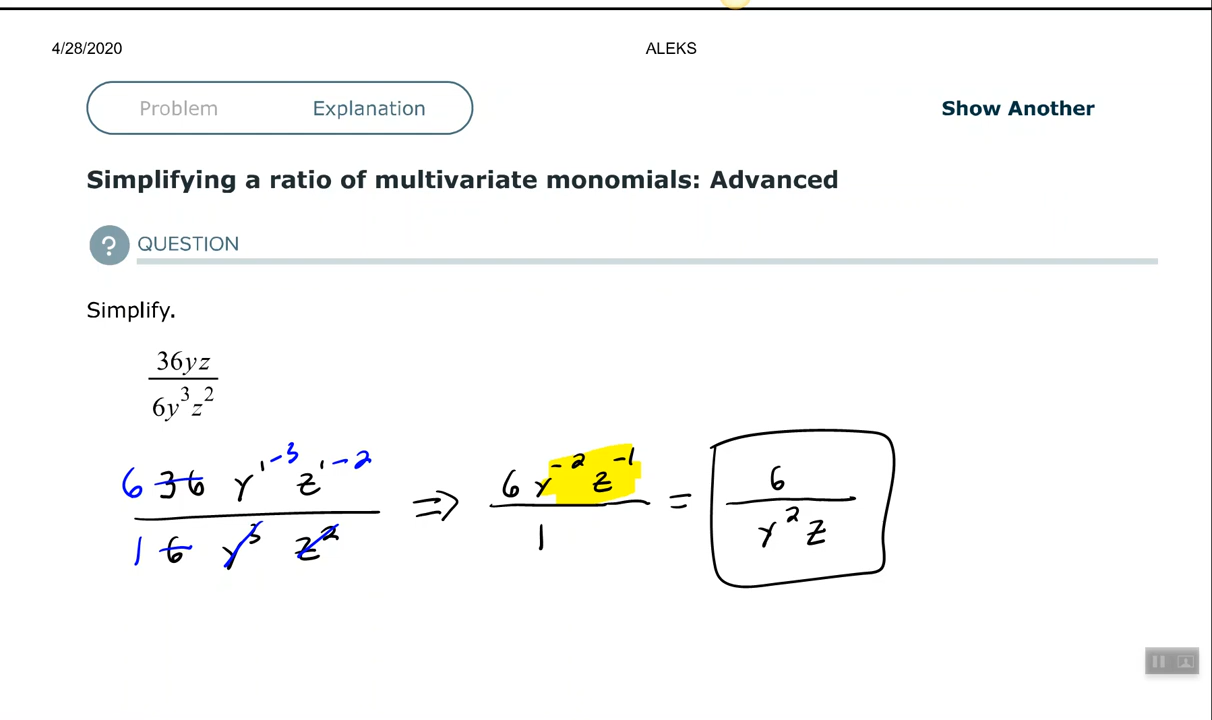 4/28/2020 ALEKS
Problem Explanation Show Another
Simplifying a ratio of multivariate monomials: Advanced
? QUESTION
Simplify.
36yz
6y³z²
6 36 y¹⁻³ z¹⁻² ⇒ 6 y⁻² z⁻¹ = 6
1 6 y³ z² 1 y² z